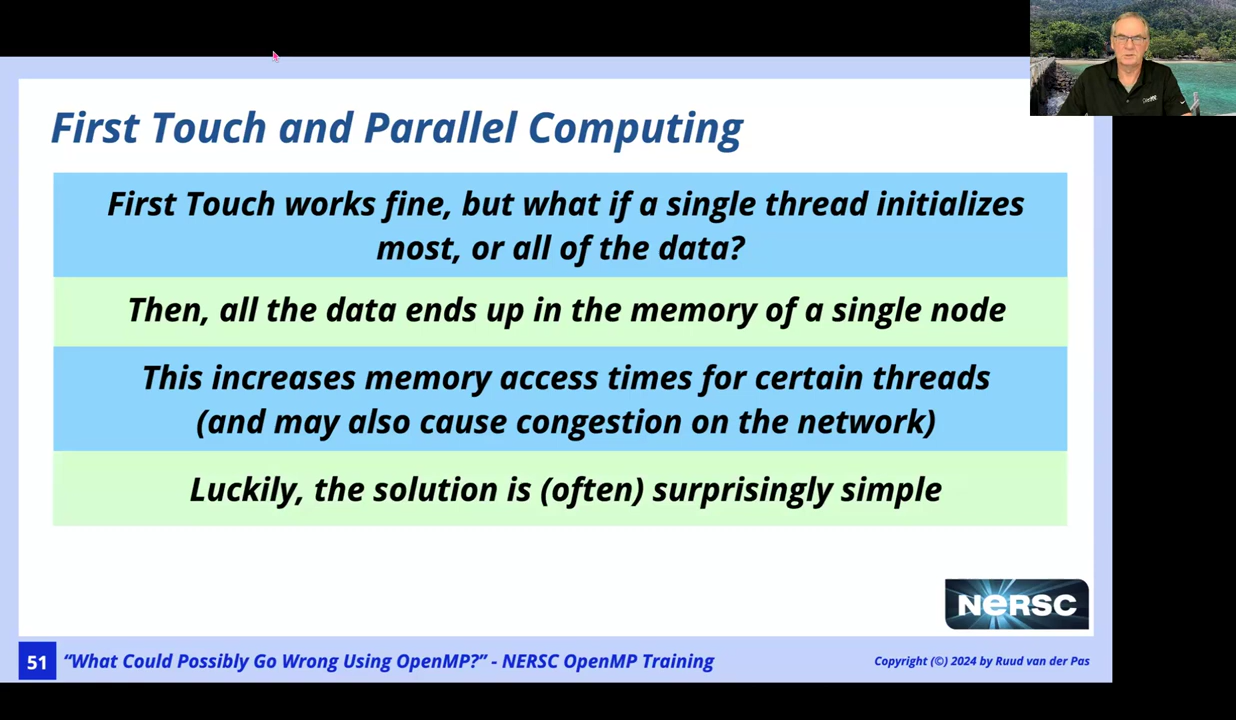 First Touch and Parallel Computing
First Touch works fine, but what if a single thread initializes
most, or all of the data?
Then, all the data ends up in the memory of a single node
This increases memory access times for certain threads
(and may also cause congestion on the network)
Luckily, the solution is (often) surprisingly simple
NERSC
51
“What Could Possibly Go Wrong Using OpenMP?” - NERSC OpenMP Training
Copyright (©) 2024 by Ruud van der Pas